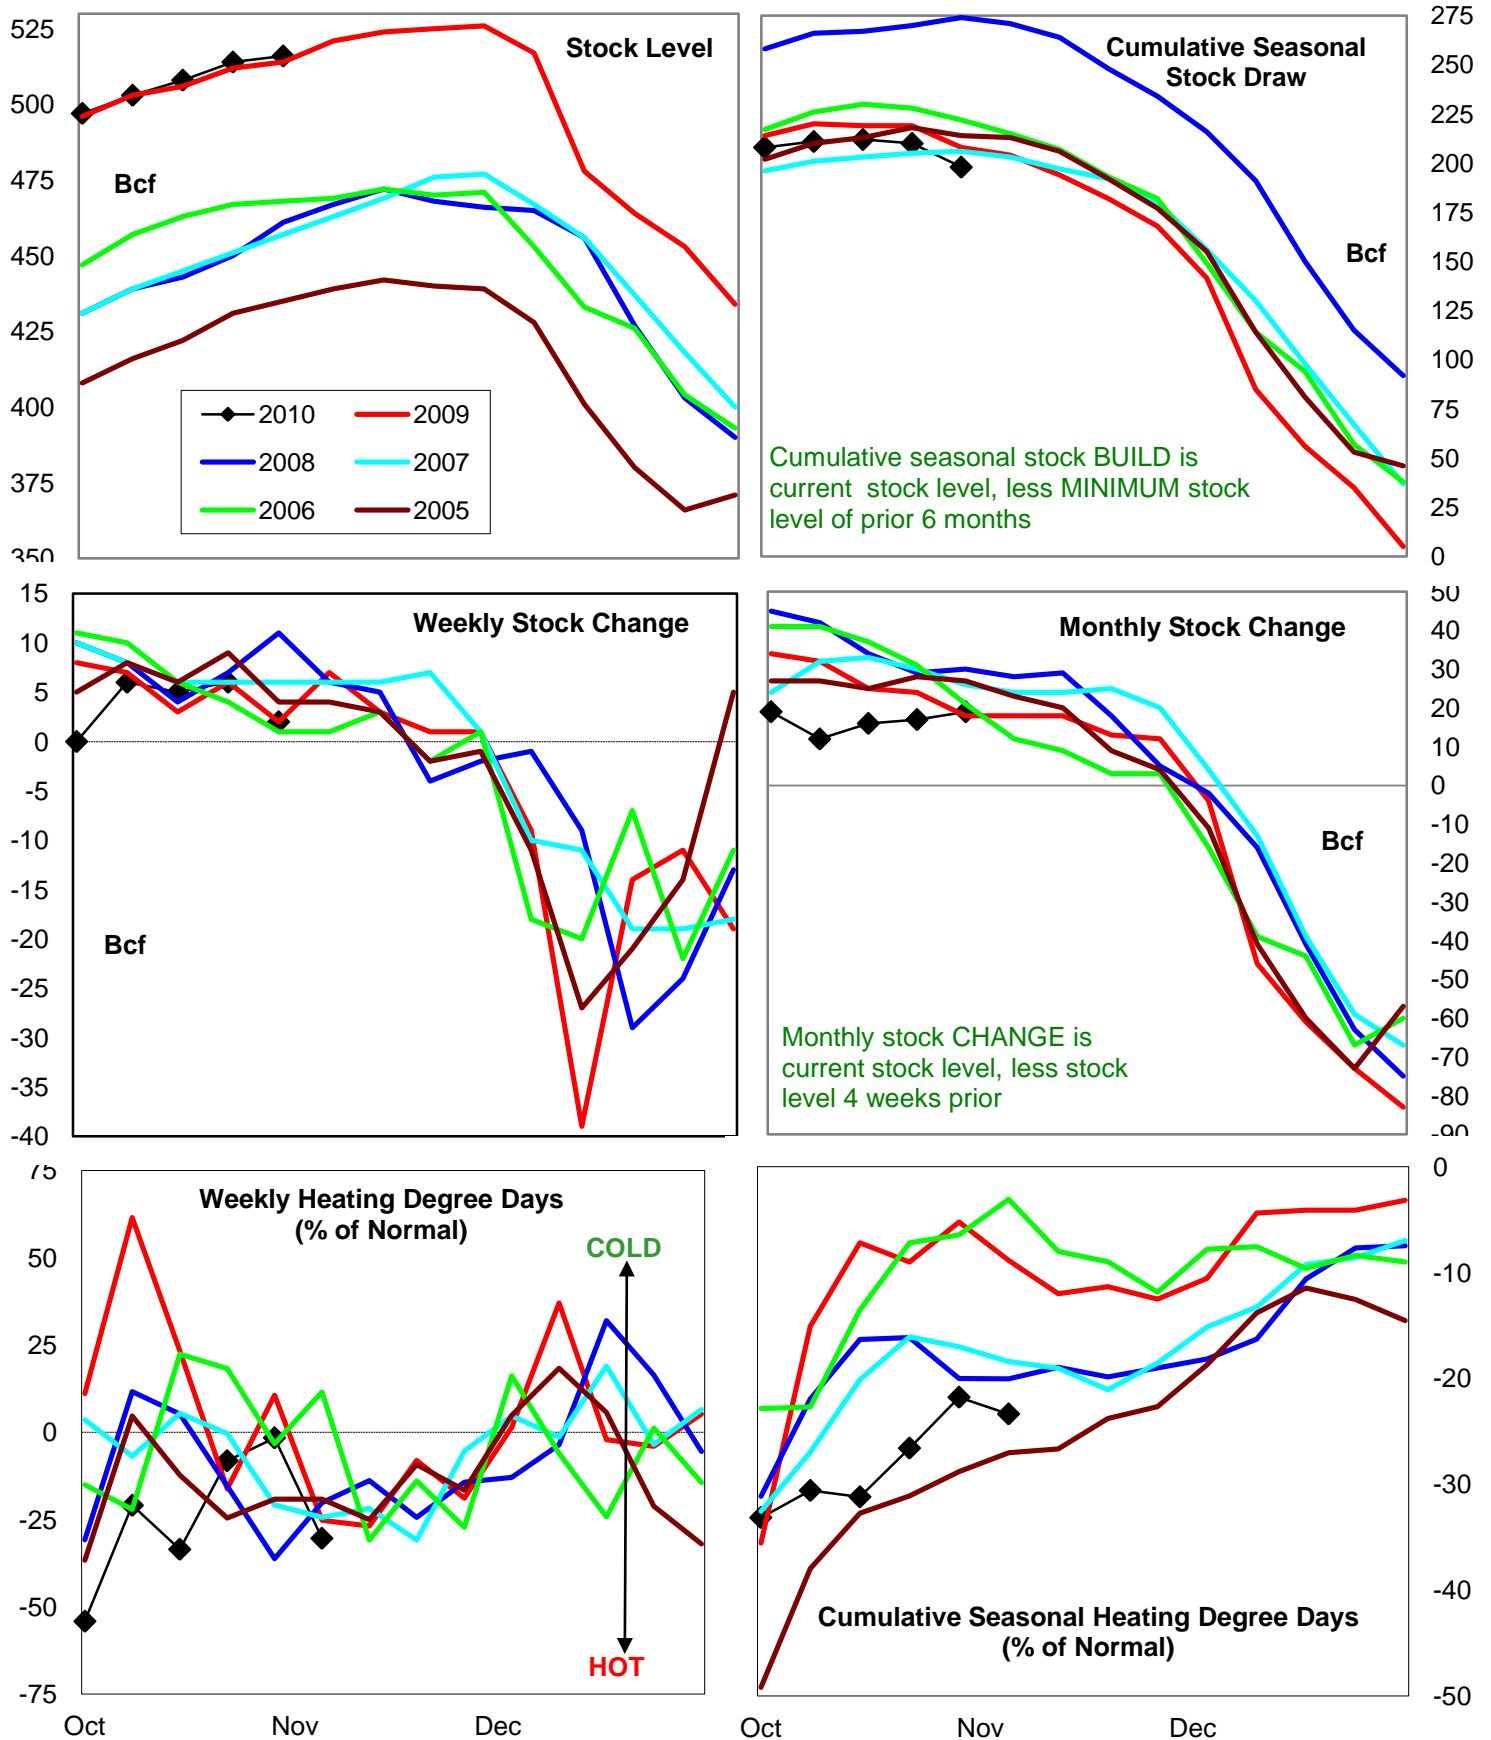 525
500
475
450
425
400
375
350
Stock Level
Bcf
2010
2009
2008
2007
2006
2005
Cumulative Seasonal
Stock Draw
Bcf
Cumulative seasonal stock BUILD is
current stock level, less MINIMUM stock
level of prior 6 months
275
250
225
200
175
150
125
100
75
50
25
0
15
10
5
0
-5
-10
-15
-20
-25
-30
-35
-40
Weekly Stock Change
Bcf
Monthly Stock Change
Bcf
Monthly stock CHANGE is
current stock level, less stock
level 4 weeks prior
50
40
30
20
10
0
-10
-20
-30
-40
-50
-60
-70
-80
-90
75
50
25
0
-25
-50
-75
Weekly Heating Degree Days
(% of Normal)
COLD
HOT
Oct
Nov
Dec
Cumulative Seasonal Heating Degree Days
(% of Normal)
0
-10
-20
-30
-40
-50
Oct
Nov
Dec